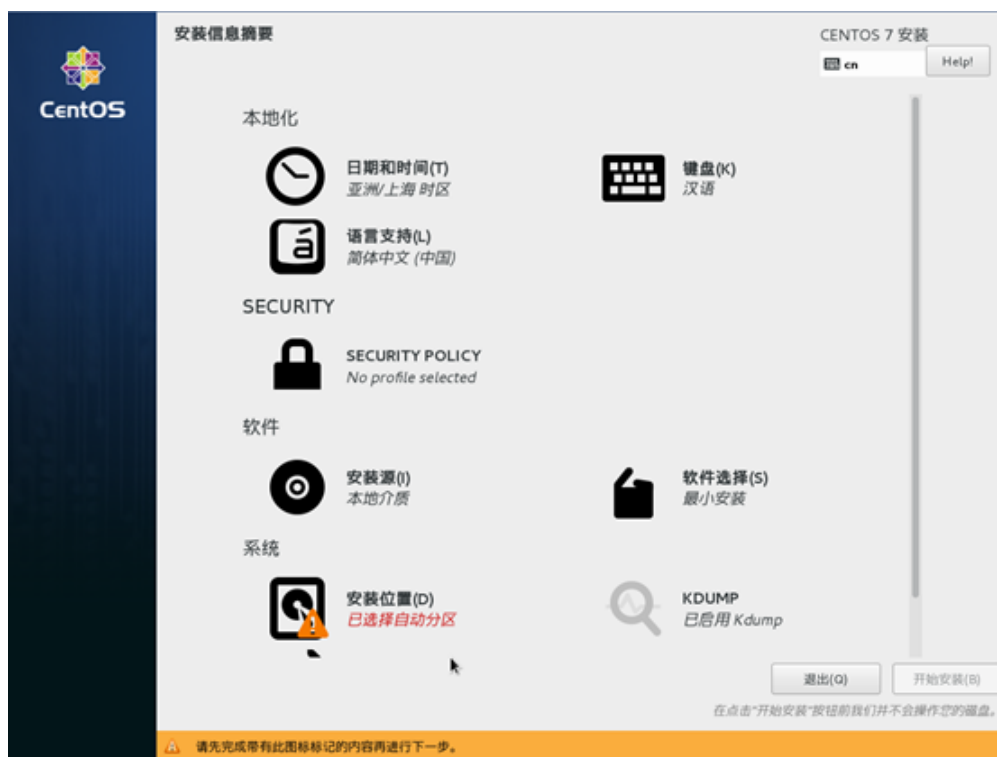 安装信息摘要
CENTOS 7 安装
cn
Help!
CentOS
本地化
日期和时间(T)
亚洲/上海 时区
键盘(K)
汉语
语言支持(L)
简体中文 (中国)
SECURITY
SECURITY POLICY
No profile selected
软件
安装源(I)
本地介质
软件选择(S)
最小安装
系统
安装位置(D)
已选择自动分区
KDUMP
已启用 Kdump
退出(Q)
开始安装(B)
在点击"开始安装"按钮前我们并不会操作您的磁盘。
请先完成带有此图标标记的内容再进行下一步。